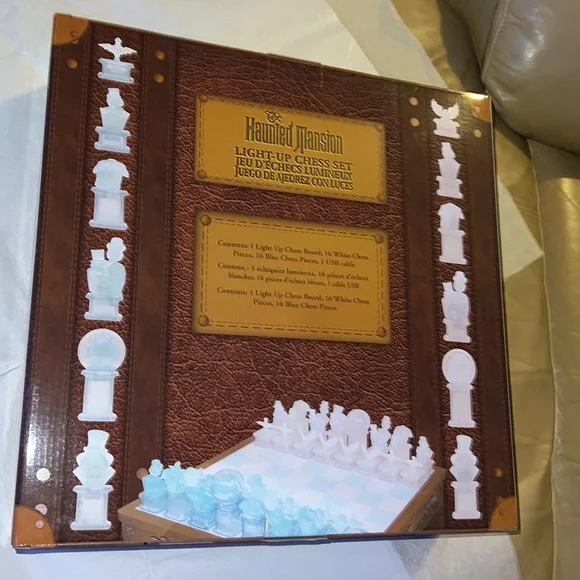 The
Haunted Mansion
LIGHT-UP CHESS SET
JEU D'ÉCHECS LUMINEUX
JUEGO DE AJEDREZ CON LUCES
Contents: 1 Light Up Chess Board, 16 White Chess
Pieces, 16 Blue Chess Pieces, 1 USB cable
Contenu : 1 échiquier lumineux, 16 pièces d'échecs
blanches, 16 pièces d'échecs bleues, 1 câble USB
Contents: 1 Light Up Chess Board, 16 White Chess
Pieces, 16 Blue Chess Pieces